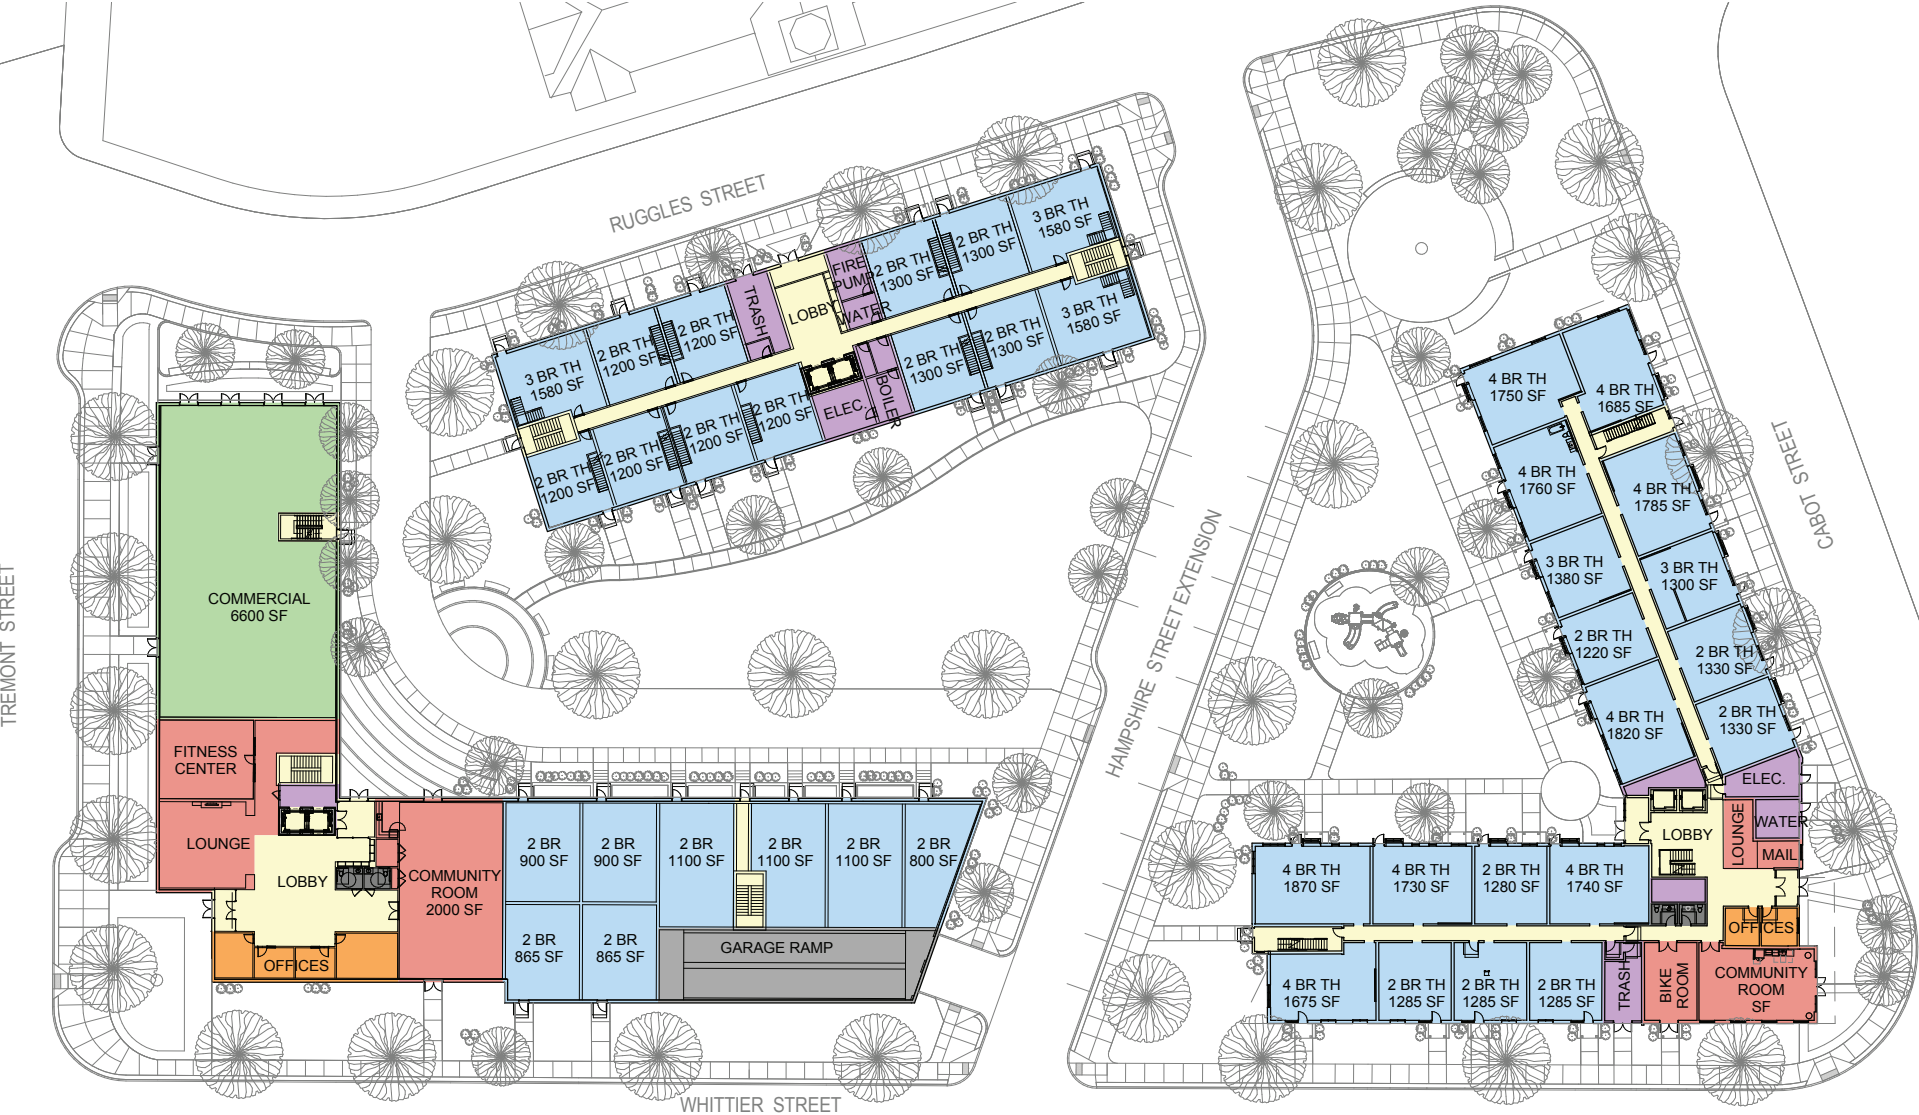 RUGGLES STREET
TREMONT STREET
HAMPSHIRE STREET EXTENSION
CABOT STREET
WHITTIER STREET
3 BR TH
1580 SF
2 BR TH
1200 SF
2 BR TH
1200 SF
TRASH
LOBBY
FIRE
PUMP
WATER
2 BR TH
1300 SF
2 BR TH
1300 SF
3 BR TH
1580 SF
2 BR TH
1200 SF
2 BR TH
1200 SF
2 BR TH
1200 SF
2 BR TH
1200 SF
ELEC.
BOILER
2 BR TH
1300 SF
2 BR TH
1300 SF
3 BR TH
1580 SF
COMMERCIAL
6600 SF
FITNESS
CENTER
LOUNGE
LOBBY
OFFICES
COMMUNITY
ROOM
2000 SF
2 BR
900 SF
2 BR
900 SF
2 BR
1100 SF
2 BR
1100 SF
2 BR
1100 SF
2 BR
800 SF
2 BR
865 SF
2 BR
865 SF
GARAGE RAMP
4 BR TH
1750 SF
4 BR TH
1685 SF
4 BR TH
1760 SF
4 BR TH
1785 SF
3 BR TH
1380 SF
3 BR TH
1300 SF
2 BR TH
1220 SF
2 BR TH
1330 SF
4 BR TH
1820 SF
2 BR TH
1330 SF
ELEC.
WATER
LOUNGE
LOBBY
MAIL
OFFICES
4 BR TH
1870 SF
4 BR TH
1730 SF
2 BR TH
1280 SF
4 BR TH
1740 SF
4 BR TH
1675 SF
2 BR TH
1285 SF
2 BR TH
1285 SF
2 BR TH
1285 SF
TRASH
BIKE
ROOM
COMMUNITY
ROOM
SF